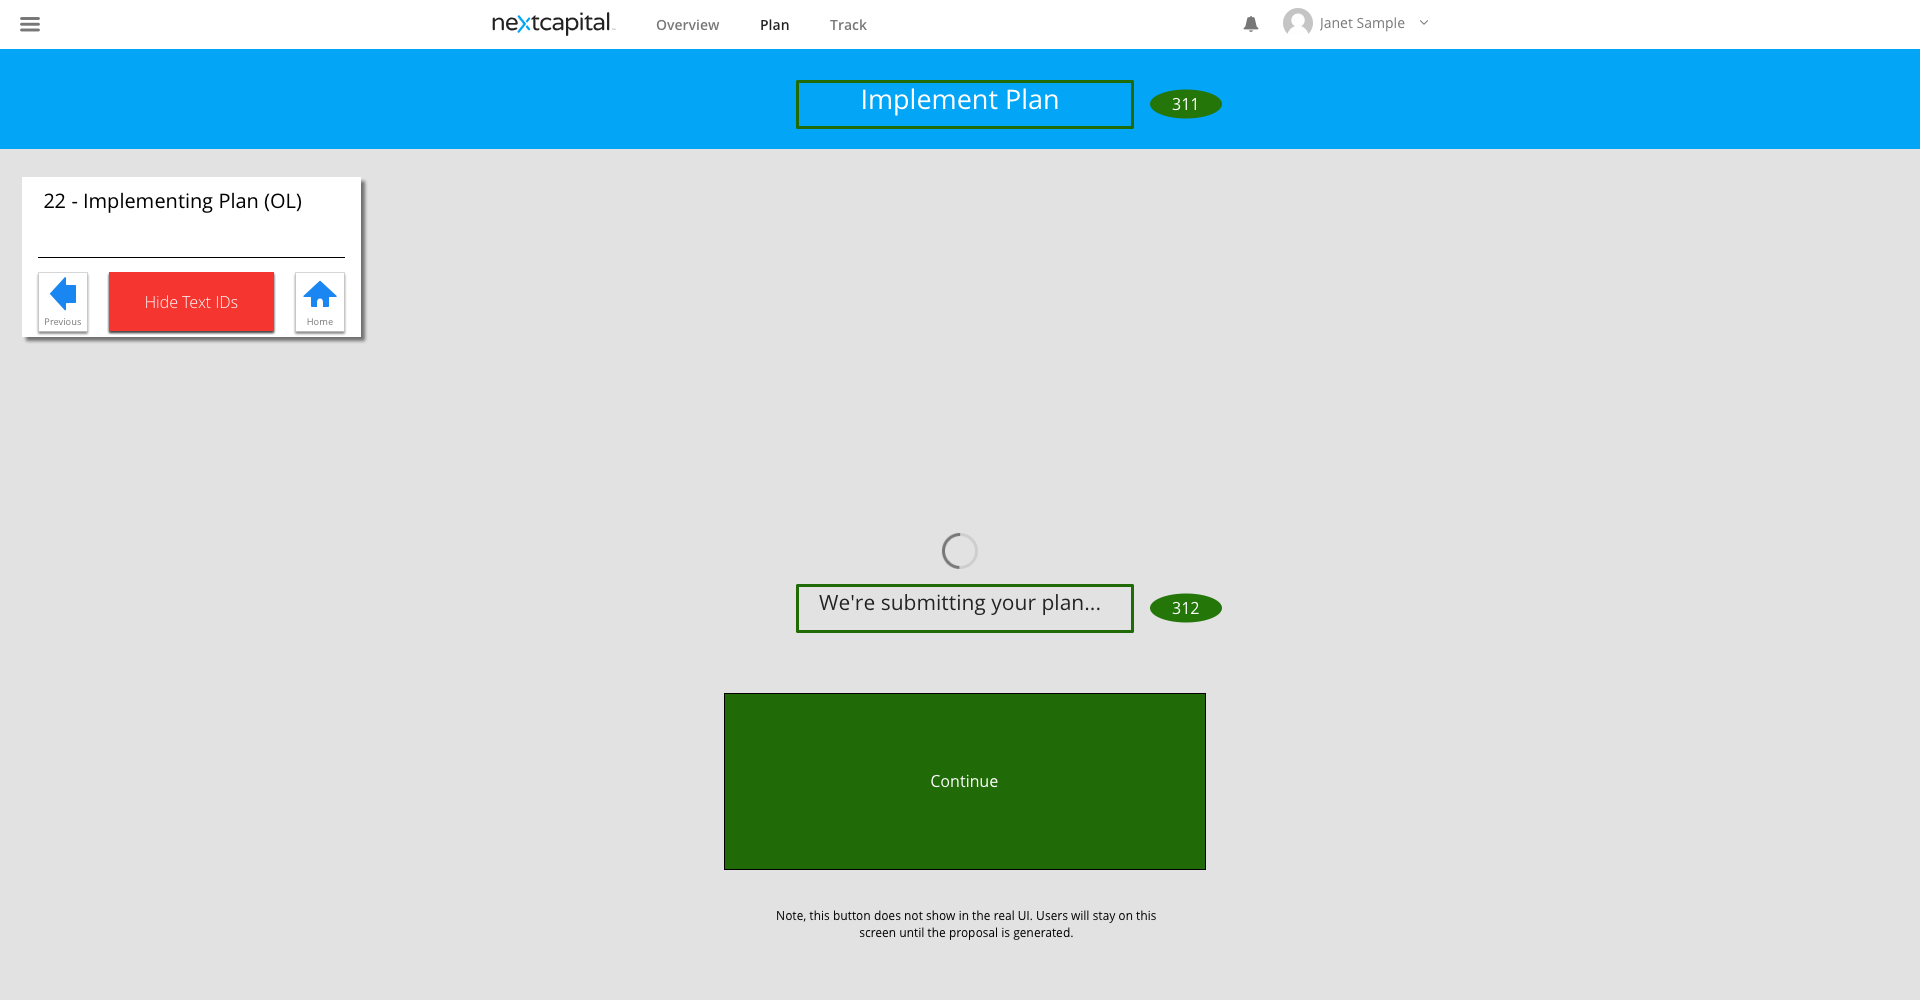 nextcapital
Overview
Plan
Track
Janet Sample
Implement Plan
311
22 - Implementing Plan (OL)
Previous
Hide Text IDs
Home
We're submitting your plan...
312
Continue
Note, this button does not show in the real UI. Users will stay on this
screen until the proposal is generated.